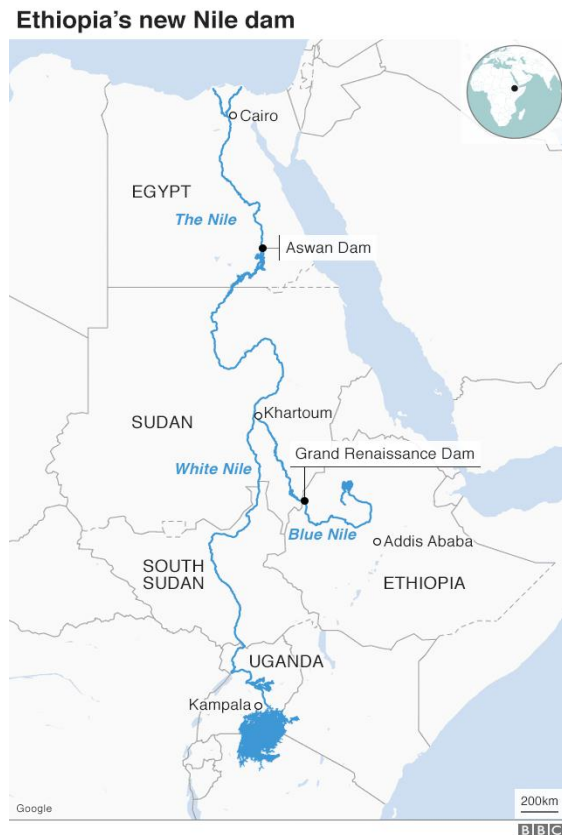 Ethiopia's new Nile dam
Cairo
EGYPT
The Nile
Aswan Dam
SUDAN
Khartoum
Grand Renaissance Dam
White Nile
Blue Nile
Addis Ababa
SOUTH
SUDAN
ETHIOPIA
UGANDA
Kampala
Google
200km
BBC